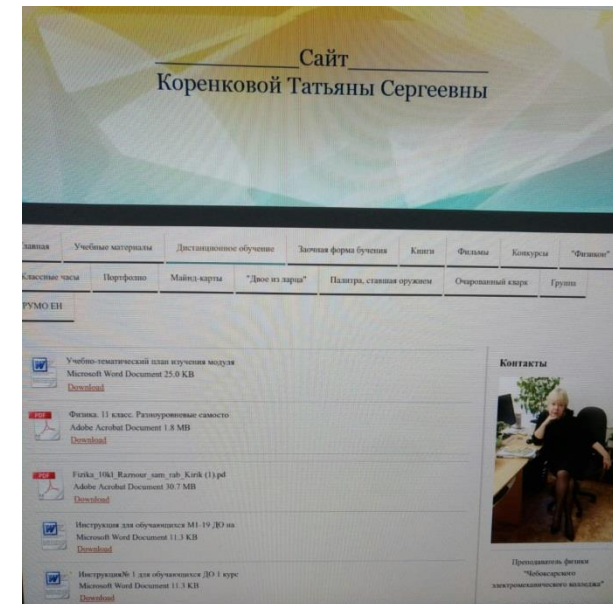 Сайт
Коренковой Татьяны Сергеевны
Главная Учебные материалы Дистанционное обучение Заочная форма бучения Книги Фильмы Конкурсы "Физикон"
Классные часы Портфолио Майнд-карты "Двое из ларца" Палитра, ставшая оружием Очарованный кварк Группа
РУМО ЕН
Учебно-тематический план изучения модуля
Microsoft Word Document 25.0 KB
Download
Контакты
PDF
Физика. 11 класс. Разноуровневые самосто
Adobe Acrobat Document 1.8 MB
Download
PDF
Fizika_10kl_Raznour_sam_rab_Kirik (1).pd
Adobe Acrobat Document 30.7 MB
Download
Инструкция для обучающихся М1-19 ДО на
Microsoft Word Document 11.3 KB
Download
Инструкция№ 1 для обучающихся ДО 1 курс
Microsoft Word Document 11.3 KB
Download
Преподаватель физики
"Чебоксарского
электромеханического колледжа"